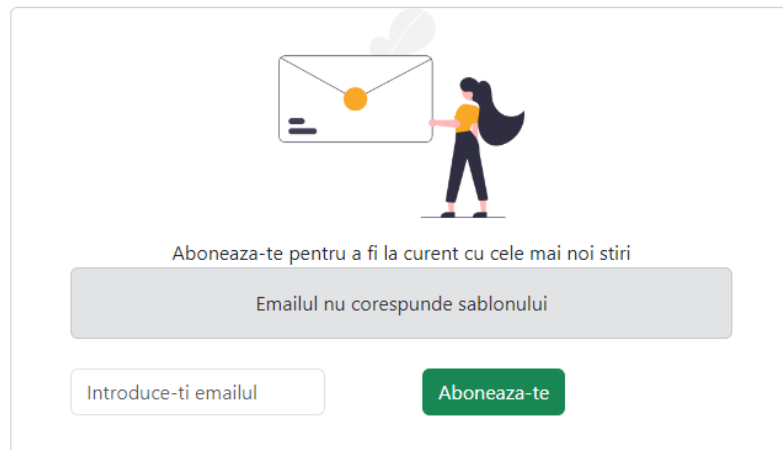 Aboneaza-te pentru a fi la curent cu cele mai noi stiri
Emailul nu corespunde sablonului
Introduce-ti emailul
Aboneaza-te